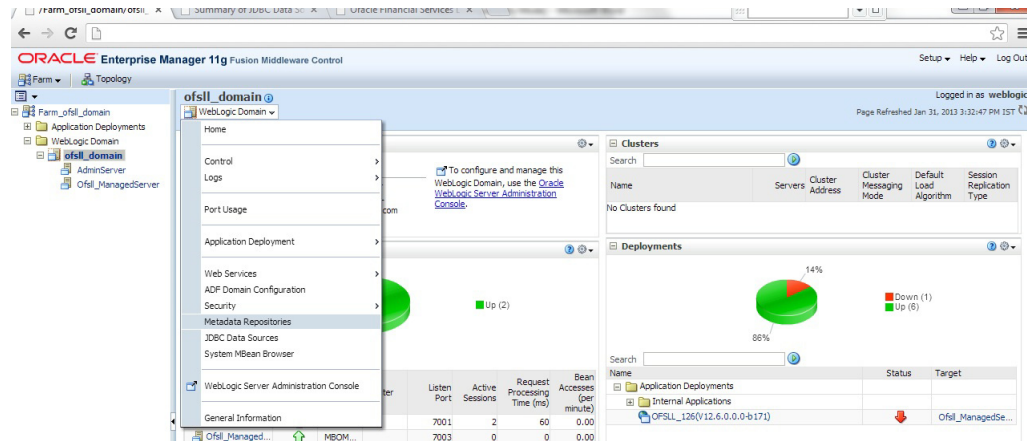 /Farm_ofsll_domain/ofsll_ ×
Summary of JDBC Data Se ×
Oracle Financial Services L ×
ORACLE Enterprise Manager 11g Fusion Middleware Control
Setup Help Log Out
Farm Topology
Logged in as weblogic
Page Refreshed Jan 31, 2013 3:32:47 PM IST
Farm_ofsll_domain
Application Deployments
WebLogic Domain
ofsll_domain
AdminServer
Ofsll_ManagedServer
ofsll_domain
WebLogic Domain
Home
Control
Logs
Port Usage
Application Deployment
Web Services
ADF Domain Configuration
Security
Metadata Repositories
JDBC Data Sources
System MBean Browser
WebLogic Server Administration Console
General Information
To configure and manage this
WebLogic Domain, use the Oracle
WebLogic Server Administration
Console.
com
Up (2)
Listen Port
Active Sessions
Request Processing Time (ms)
Bean Accesses (per minute)
7001 2 60 0.00
Ofsll_Managed... MBOM... 7003 0 0 0.00
Clusters
Search
Name Servers Cluster Address Cluster Messaging Mode Default Load Algorithm Session Replication Type
No Clusters found
Deployments
14%
86%
Down (1)
Up (6)
Search
Name Status Target
Application Deployments
Internal Applications
OFSLL_126(V12.6.0.0.0-b171) Ofsll_ManagedSe...